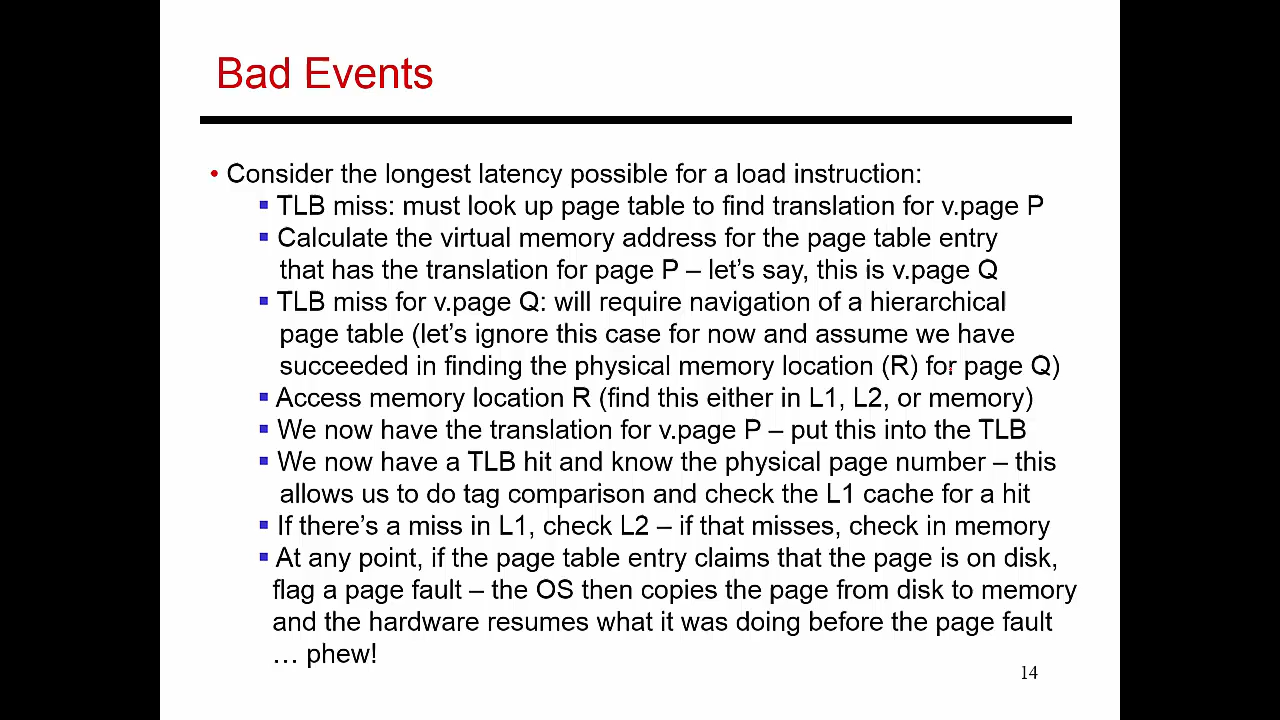 Bad Events
• Consider the longest latency possible for a load instruction:
▪ TLB miss: must look up page table to find translation for v.page P
▪ Calculate the virtual memory address for the page table entry
that has the translation for page P – let’s say, this is v.page Q
▪ TLB miss for v.page Q: will require navigation of a hierarchical
page table (let’s ignore this case for now and assume we have
succeeded in finding the physical memory location (R) for page Q)
▪ Access memory location R (find this either in L1, L2, or memory)
▪ We now have the translation for v.page P – put this into the TLB
▪ We now have a TLB hit and know the physical page number – this
allows us to do tag comparison and check the L1 cache for a hit
▪ If there’s a miss in L1, check L2 – if that misses, check in memory
▪ At any point, if the page table entry claims that the page is on disk,
flag a page fault – the OS then copies the page from disk to memory
and the hardware resumes what it was doing before the page fault
… phew!
14